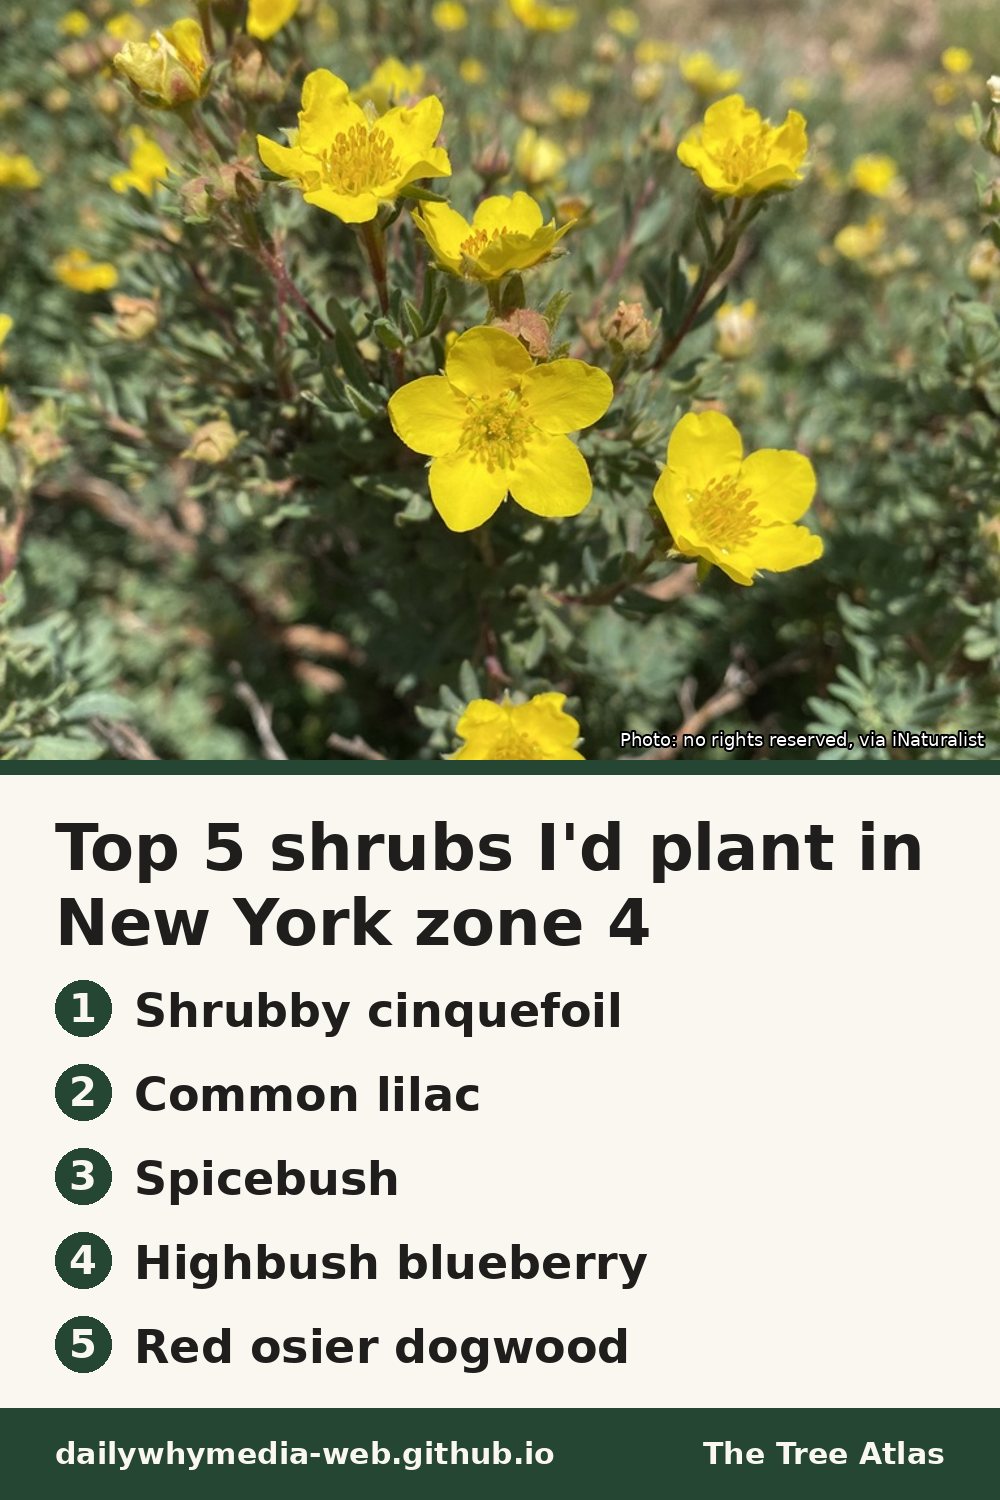 Photo: no rights reserved, via iNaturalist
Top 5 shrubs I'd plant in
New York zone 4
1 Shrubby cinquefoil
2 Common lilac
3 Spicebush
4 Highbush blueberry
5 Red osier dogwood
dailywhymedia-web.github.io The Tree Atlas